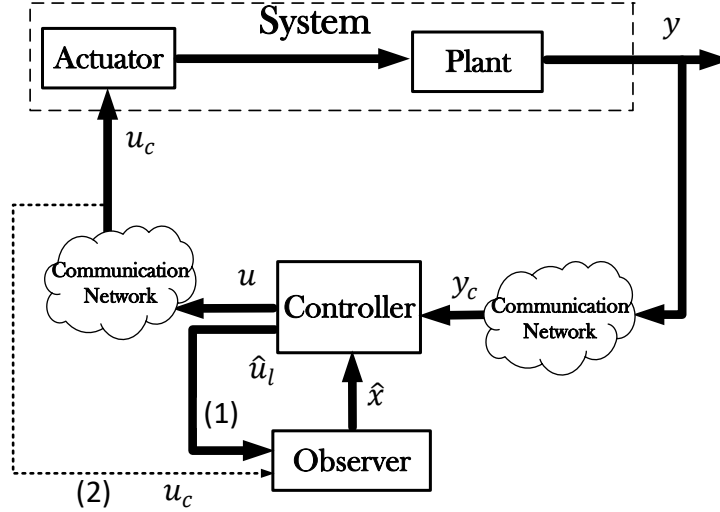 System
y
Actuator
Plant
u_c
Communication
Network
u
Controller
y_c
Communication
Network
û_l
x̂
(1)
Observer
(2)
u_c